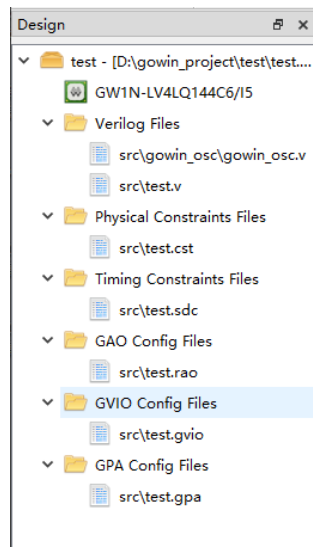 Design
test - [D:\gowin_project\test\test....
GW1N-LV4LQ144C6/I5
Verilog Files
src\gowin_osc\gowin_osc.v
src\test.v
Physical Constraints Files
src\test.cst
Timing Constraints Files
src\test.sdc
GAO Config Files
src\test.rao
GVIO Config Files
src\test.gvio
GPA Config Files
src\test.gpa